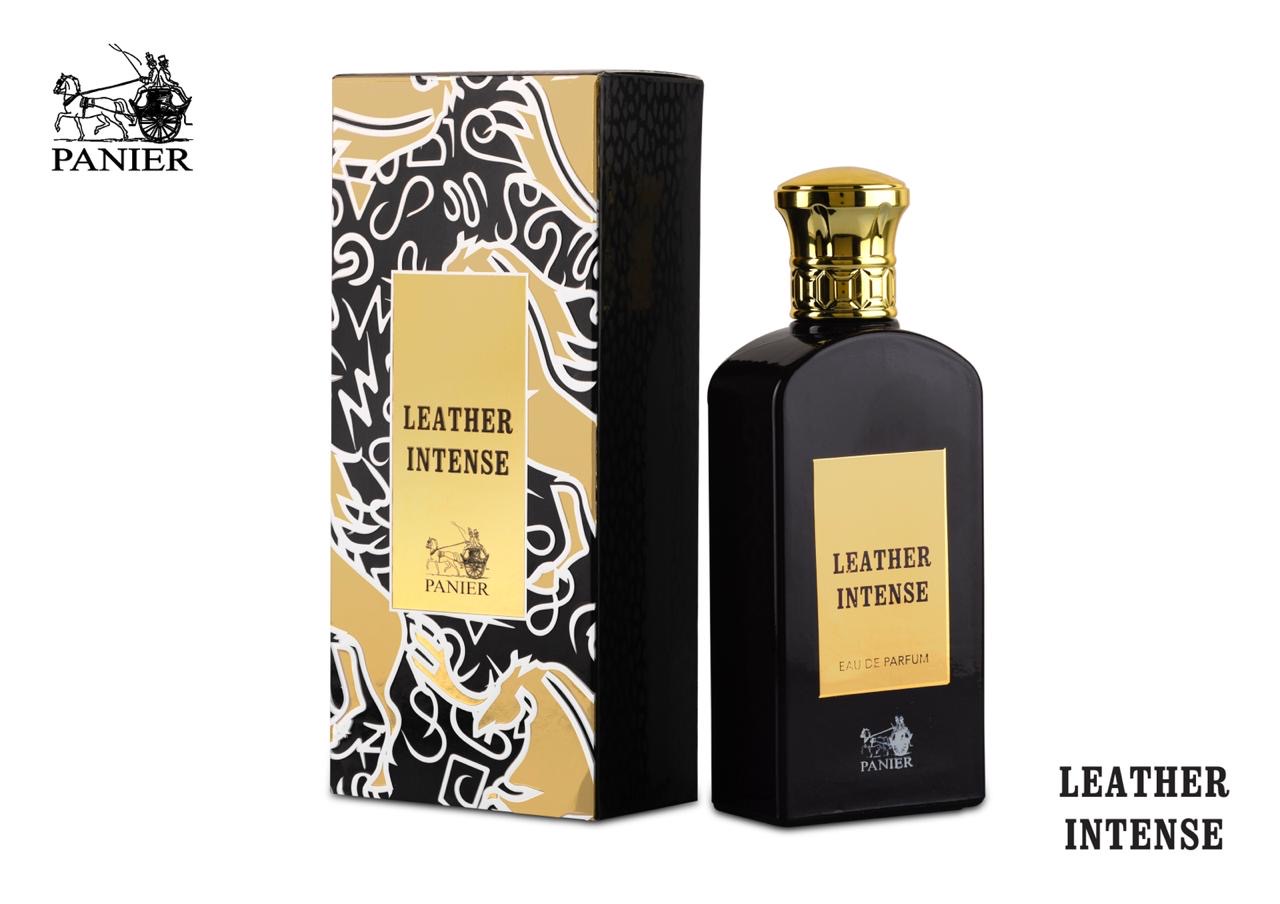 PANIER
LEATHER
INTENSE
PANIER
LEATHER
INTENSE
EAU DE PARFUM
PANIER
LEATHER
INTENSE